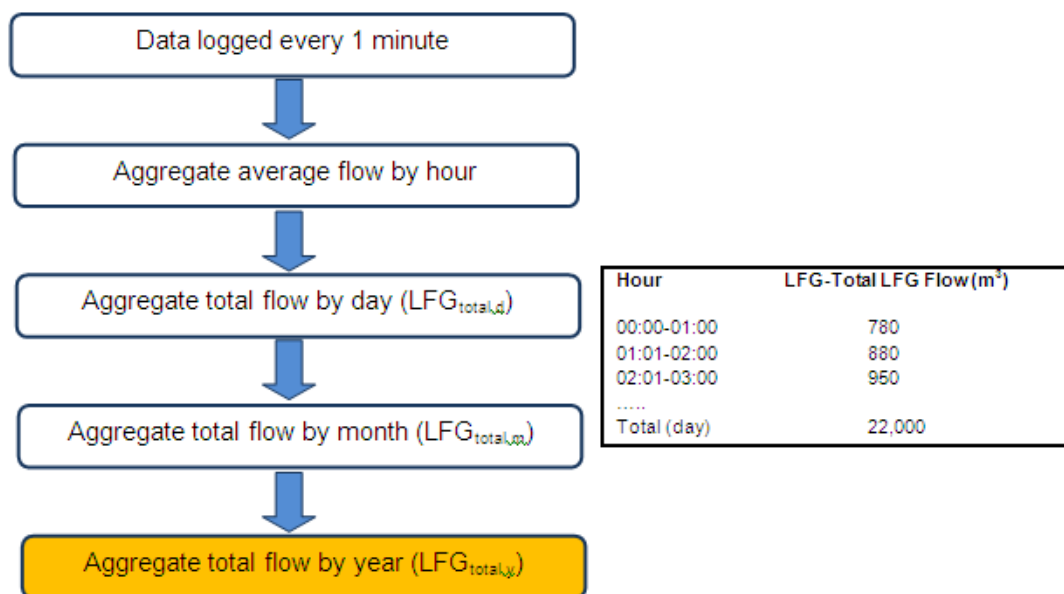 Data logged every 1 minute
Aggregate average flow by hour
Aggregate total flow by day (LFGtotal,d)
Aggregate total flow by month (LFGtotal,m)
Aggregate total flow by year (LFGtotal,y)
Hour LFG-Total LFG Flow (m³)
00:00-01:00 780
01:01-02:00 880
02:01-03:00 950
.....
Total (day) 22,000